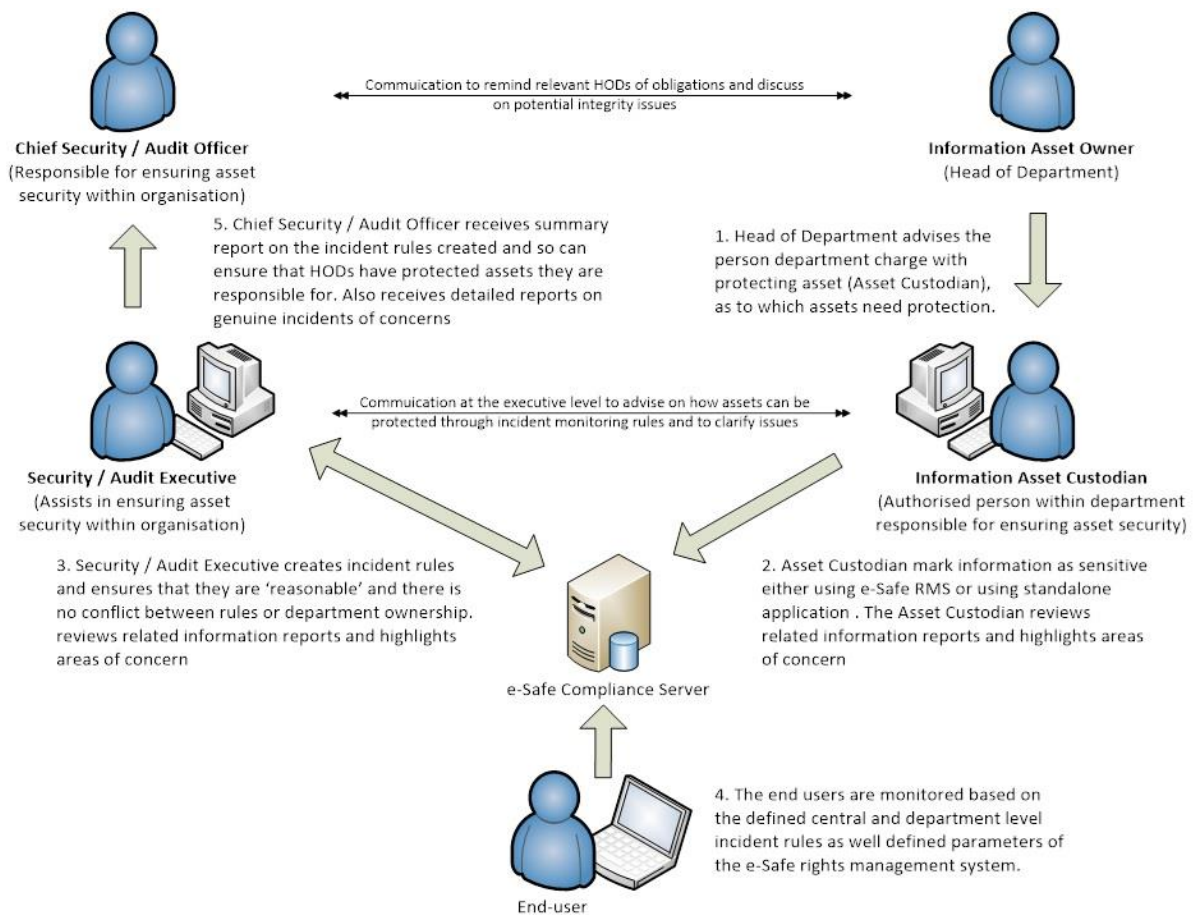 Commuication to remind relevant HODs of obligations and discuss
on potential integrity issues
Chief Security / Audit Officer
(Responsible for ensuring asset
security within organisation)
Information Asset Owner
(Head of Department)
5. Chief Security / Audit Officer receives summary
report on the incident rules created and so can
ensure that HODs have protected assets they are
responsible for. Also receives detailed reports on
genuine incidents of concerns
1. Head of Department advises the
person department charge with
protecting asset (Asset Custodian),
as to which assets need protection.
Commuication at the executive level to advise on how assets can be
protected through incident monitoring rules and to clarify issues
Security / Audit Executive
(Assists in ensuring asset
security within organisation)
Information Asset Custodian
(Authorised person within department
responsible for ensuring asset security)
3. Security / Audit Executive creates incident rules
and ensures that they are ‘reasonable’ and there is
no conflict between rules or department ownership.
reviews related information reports and highlights
areas of concern
2. Asset Custodian mark information as sensitive
either using e-Safe RMS or using standalone
application . The Asset Custodian reviews
related information reports and highlights areas
of concern
e-Safe Compliance Server
4. The end users are monitored based on
the defined central and department level
incident rules as well defined parameters of
the e-Safe rights management system.
End-user